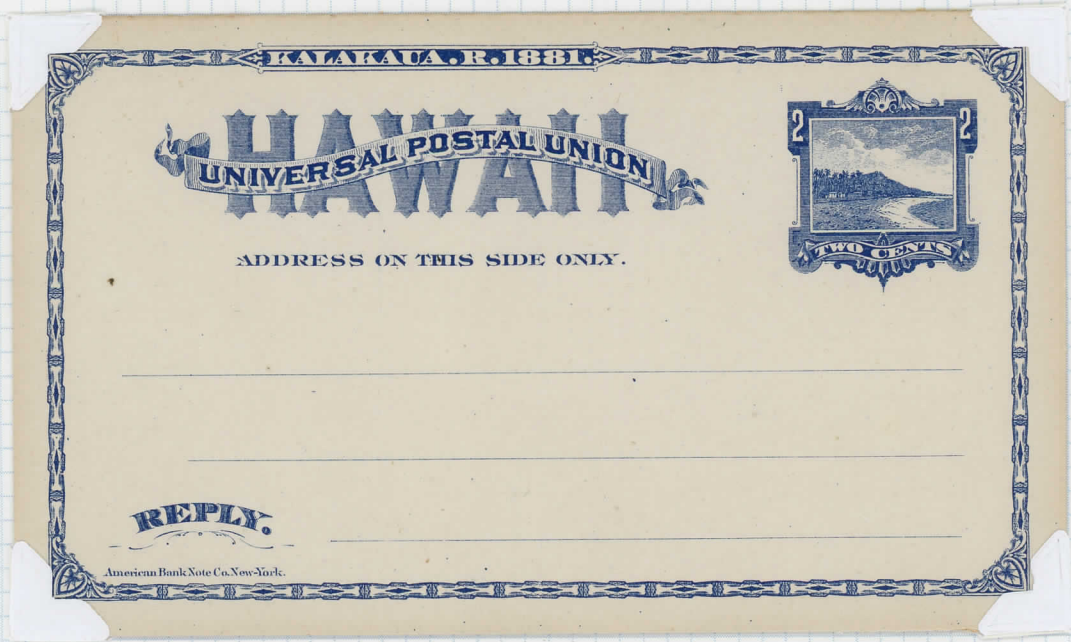 KALAKAUA.R.1881.
HAWAII
UNIVERSAL POSTAL UNION
2 2
TWO CENTS
ADDRESS ON THIS SIDE ONLY.
REPLY.
American Bank Note Co. New-York.